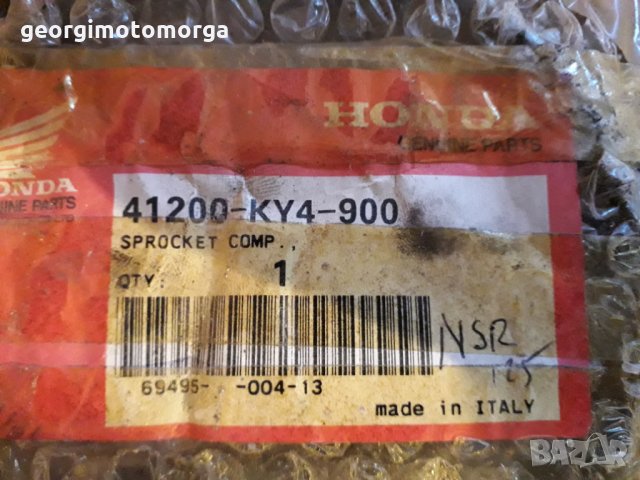 georgimotomorga
HONDA
GENUINE PARTS
HONDA
GENUINE PARTS
41200-KY4-900
SPROCKET COMP.,
QTY: 1
NSR
125
69495- -004-13
made in ITALY
BAZAR